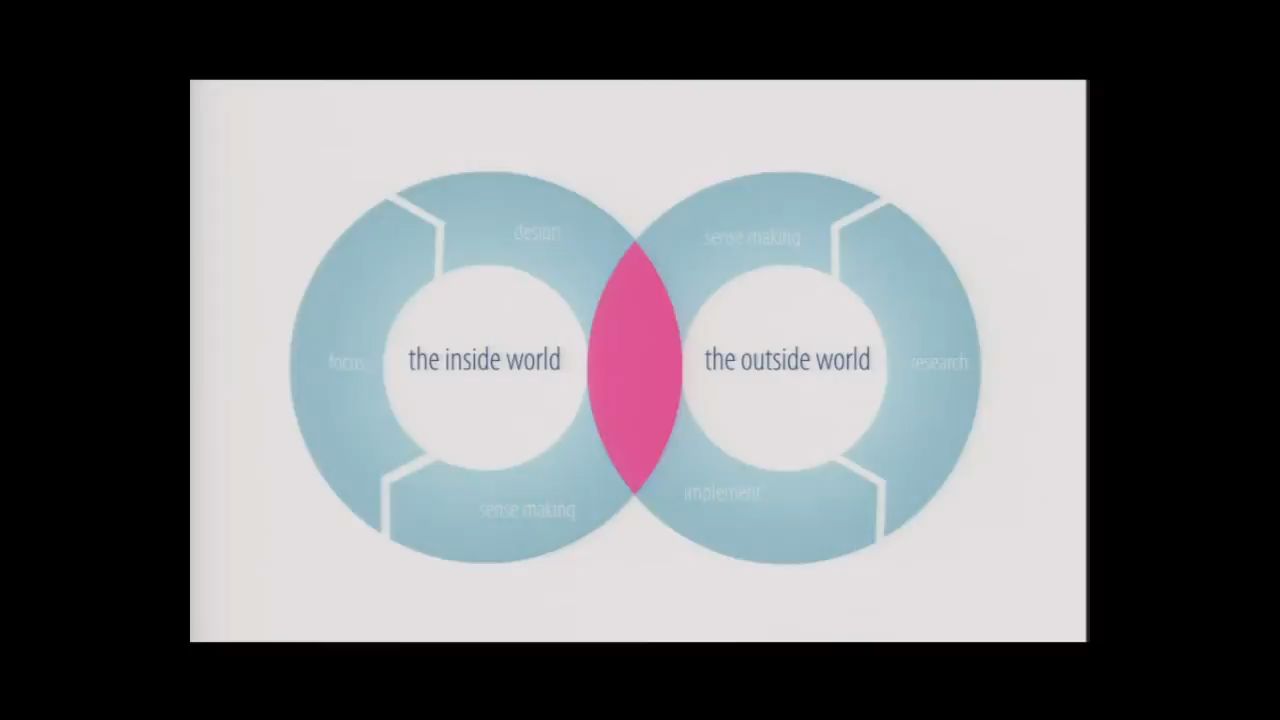 design
sense making
focus
the inside world
the outside world
research
implement
sense making